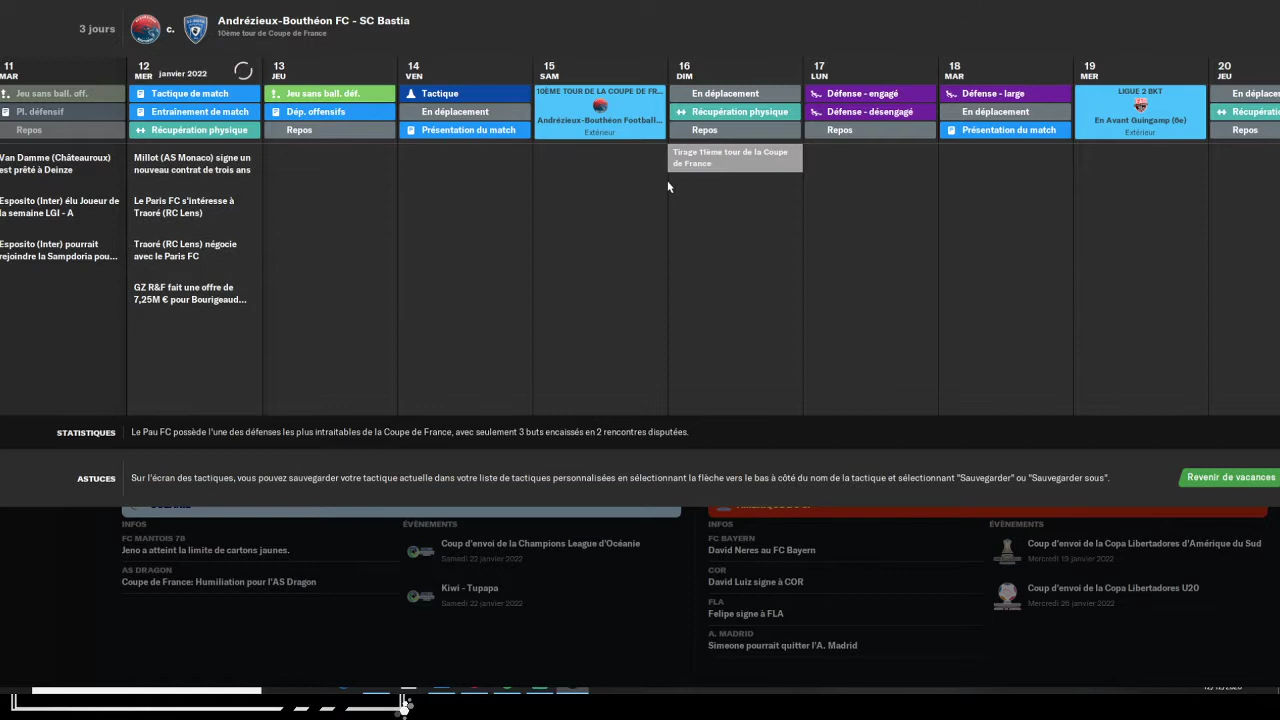 3 jours
c.
Andrézieux-Bouthéon FC - SC Bastia
10ème tour de Coupe de France
11
MAR
Jeu sans ball. off.
Pl. défensif
Repos
Van Damme (Châteauroux)
est prêté à Deinze
Esposito (Inter) élu Joueur de
la semaine LGI - A
Esposito (Inter) pourrait
rejoindre la Sampdoria pou...
12
MER janvier 2022
Tactique de match
Entraînement de match
Récupération physique
Millot (AS Monaco) signe un
nouveau contrat de trois ans
Le Paris FC s'intéresse à
Traoré (RC Lens)
Traoré (RC Lens) négocie
avec le Paris FC
GZ R&F fait une offre de
7,25M € pour Bourigeaud...
13
JEU
Jeu sans ball. déf.
Dép. offensifs
Repos
14
VEN
Tactique
En déplacement
Présentation du match
15
SAM
10ÈME TOUR DE LA COUPE DE FR...
Andrézieux-Bouthéon Football...
Extérieur
16
DIM
En déplacement
Récupération physique
Repos
Tirage 11ème tour de la Coupe
de France
17
LUN
Défense - engagé
Défense - désengagé
Repos
18
MAR
Défense - large
En déplacement
Présentation du match
19
MER
LIGUE 2 BKT
En Avant Guingamp (6e)
Extérieur
20
JEU
En déplace
Récupératio
Repos
STATISTIQUES
Le Pau FC possède l'une des défenses les plus intraitables de la Coupe de France, avec seulement 3 buts encaissés en 2 rencontres disputées.
ASTUCES
Sur l'écran des tactiques, vous pouvez sauvegarder votre tactique actuelle dans votre liste de tactiques personnalisées en sélectionnant la flèche vers le bas à côté du nom de la tactique et sélectionnant "Sauvegarder" ou "Sauvegarder sous".
Revenir de vacances
INFOS
FC MANTOIS 78
Jeno a atteint la limite de cartons jaunes.
AS DRAGON
Coupe de France: Humiliation pour l'AS Dragon
ÉVÈNEMENTS
Coup d'envoi de la Champions League d'Océanie
Samedi 22 janvier 2022
Kiwi - Tupapa
Samedi 22 janvier 2022
INFOS
FC BAYERN
David Neres au FC Bayern
COR
David Luiz signe à COR
FLA
Felipe signe à FLA
A. MADRID
Simeone pourrait quitter l'A. Madrid
ÉVÈNEMENTS
Coup d'envoi de la Copa Libertadores d'Amérique du Sud
Mercredi 19 janvier 2022
Coup d'envoi de la Copa Libertadores U20
Mercredi 26 janvier 2022